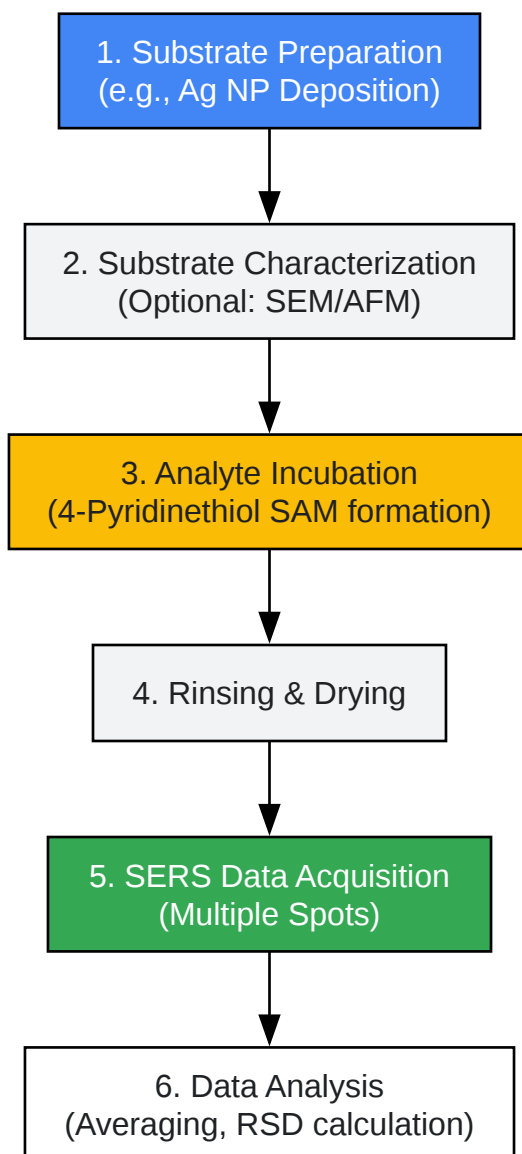 1. Substrate Preparation
(e.g., Ag NP Deposition)
2. Substrate Characterization
(Optional: SEM/AFM)
3. Analyte Incubation
(4-Pyridinethiol SAM formation)
4. Rinsing & Drying
5. SERS Data Acquisition
(Multiple Spots)
6. Data Analysis
(Averaging, RSD calculation)